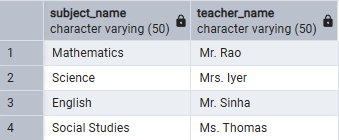 subject_name teacher_name
character varying (50) character varying (50)
1 Mathematics Mr. Rao
2 Science Mrs. Iyer
3 English Mr. Sinha
4 Social Studies Ms. Thomas